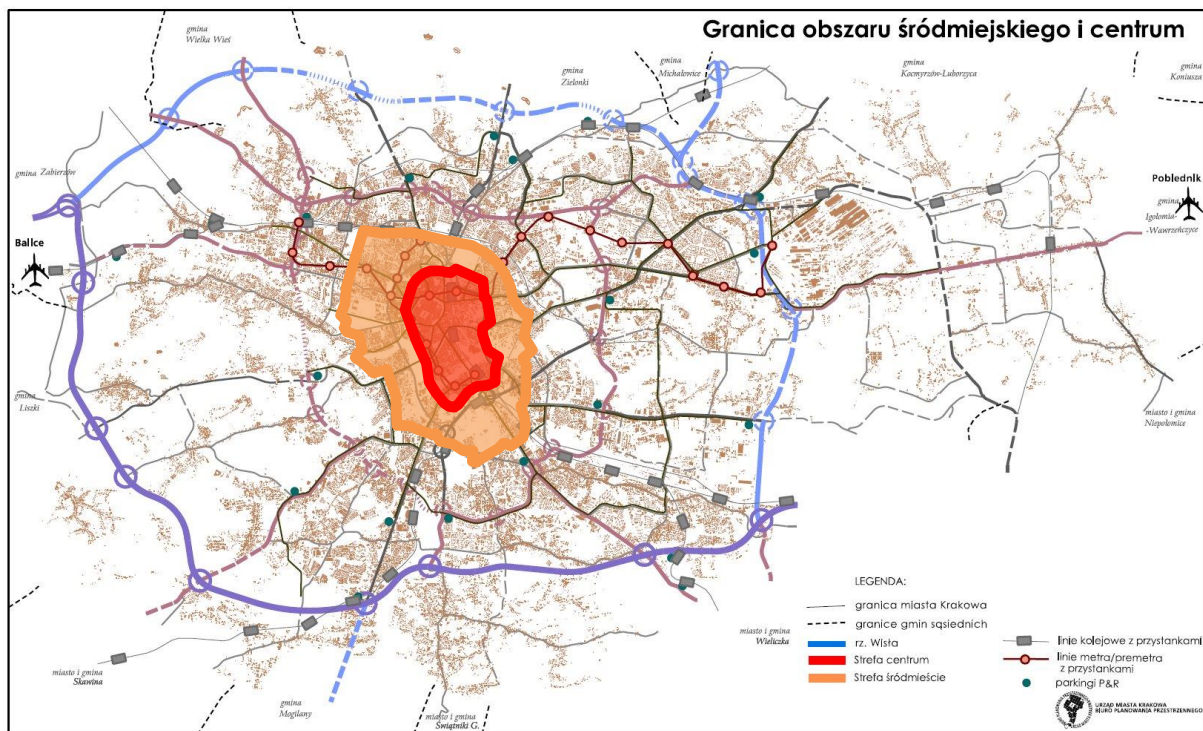 Granica obszaru śródmiejskiego i centrum
gmina
Wielka Wieś
gmina
Zielonki
gmina
Michałowice
gmina
Kocmyrzów-Luborzyca
gmina
Koniusza
gmina Zabierzów
Pobiednik
gmina
Igołomia
-Wawrzeńczyce
Balice
gmina
Liszki
miasto i gmina
Niepołomice
miasto i gmina
Skawina
gmina
Mogilany
miasto i gmina
Świątniki G.
miasto i gmina
Wieliczka
LEGENDA:
granica miasta Krakowa
granice gmin sąsiednich
rz. Wisła
Strefa centrum
Strefa śródmieście
linie kolejowe z przystankami
linie metra/premetra
z przystankami
parkingi P&R
URZĄD MIASTA KRAKOWA
BIURO PLANOWANIA PRZESTRZENNEGO